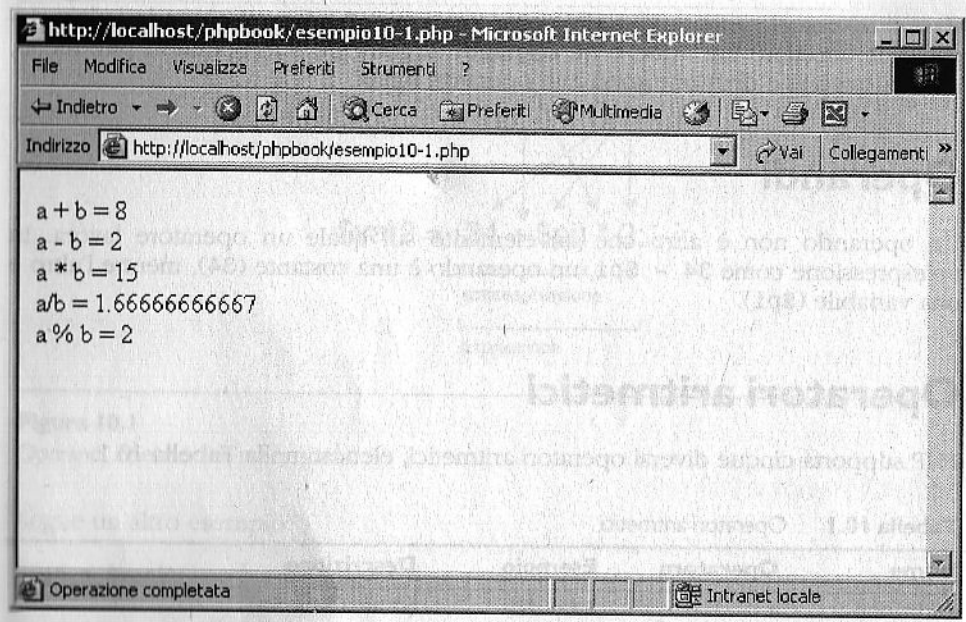 http://localhost/phpbook/esempio10-1.php - Microsoft Internet Explorer
File Modifica Visualizza Preferiti Strumenti ?
Indietro Cerca Preferiti Multimedia
Indirizzo http://localhost/phpbook/esempio10-1.php Vai Collegamenti »
a + b = 8
a - b = 2
a * b = 15
a/b = 1.66666666667
a % b = 2
Operatori aritmetici
Operazione completata Intranet locale